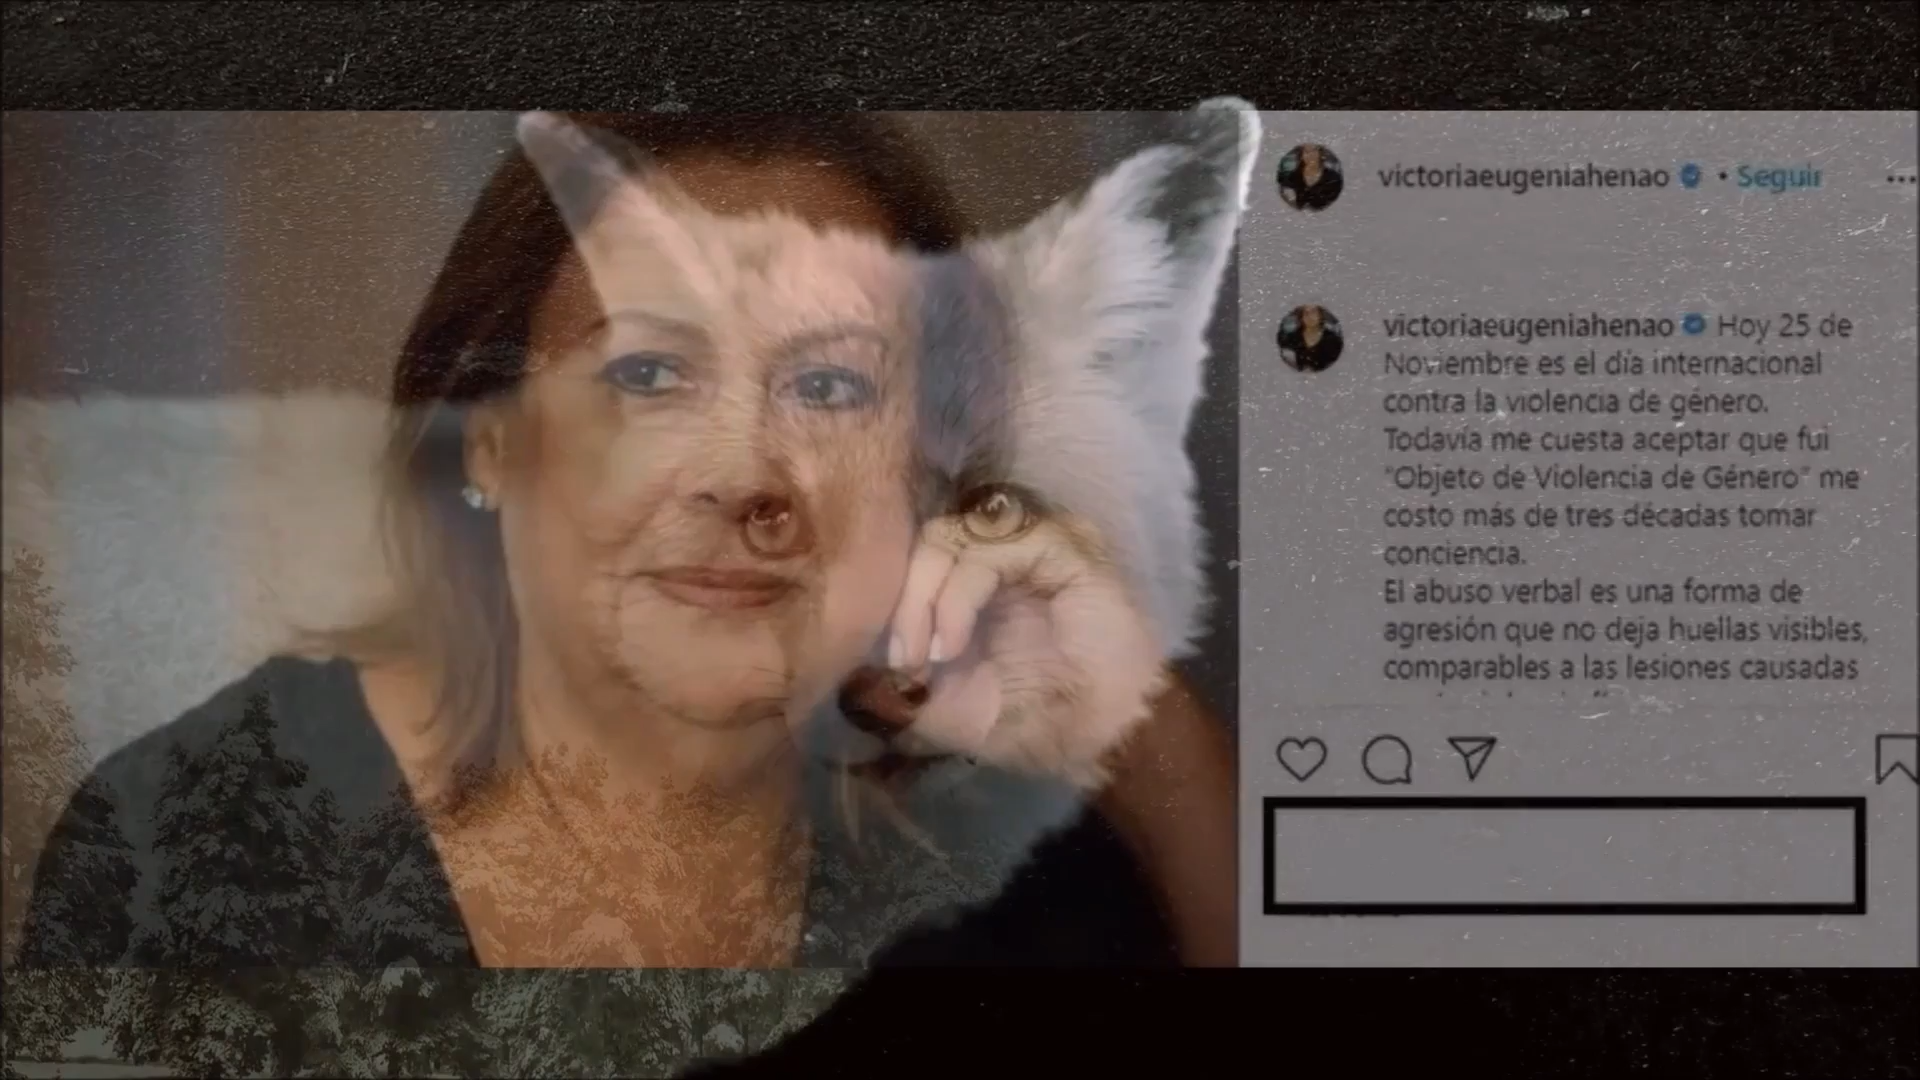 victoriaeugeniahenao • Seguir
victoriaeugeniahenao Hoy 25 de
Noviembre es el día internacional
contra la violencia de género.
Todavía me cuesta aceptar que fui
"Objeto de Violencia de Género" me
costo más de tres décadas tomar
conciencia.
El abuso verbal es una forma de
agresión que no deja huellas visibles,
comparables a las lesiones causadas